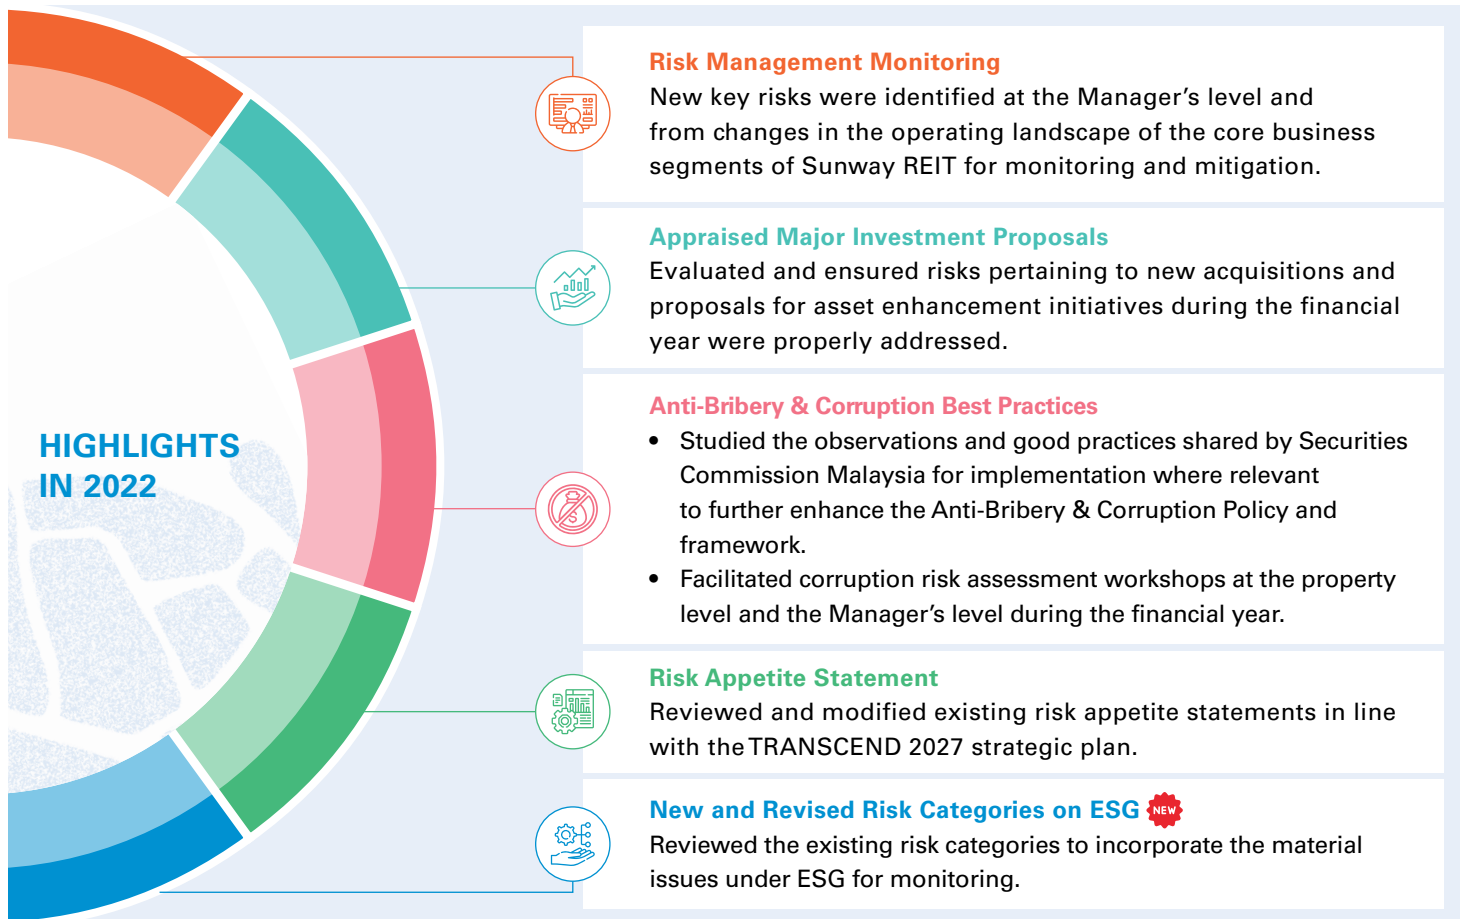 HIGHLIGHTS
IN 2022
Risk Management Monitoring
New key risks were identified at the Manager’s level and
from changes in the operating landscape of the core business
segments of Sunway REIT for monitoring and mitigation.
Appraised Major Investment Proposals
Evaluated and ensured risks pertaining to new acquisitions and
proposals for asset enhancement initiatives during the financial
year were properly addressed.
Anti-Bribery & Corruption Best Practices
• Studied the observations and good practices shared by Securities
Commission Malaysia for implementation where relevant
to further enhance the Anti-Bribery & Corruption Policy and
framework.
• Facilitated corruption risk assessment workshops at the property
level and the Manager’s level during the financial year.
Risk Appetite Statement
Reviewed and modified existing risk appetite statements in line
with the TRANSCEND 2027 strategic plan.
New and Revised Risk Categories on ESG NEW
Reviewed the existing risk categories to incorporate the material
issues under ESG for monitoring.